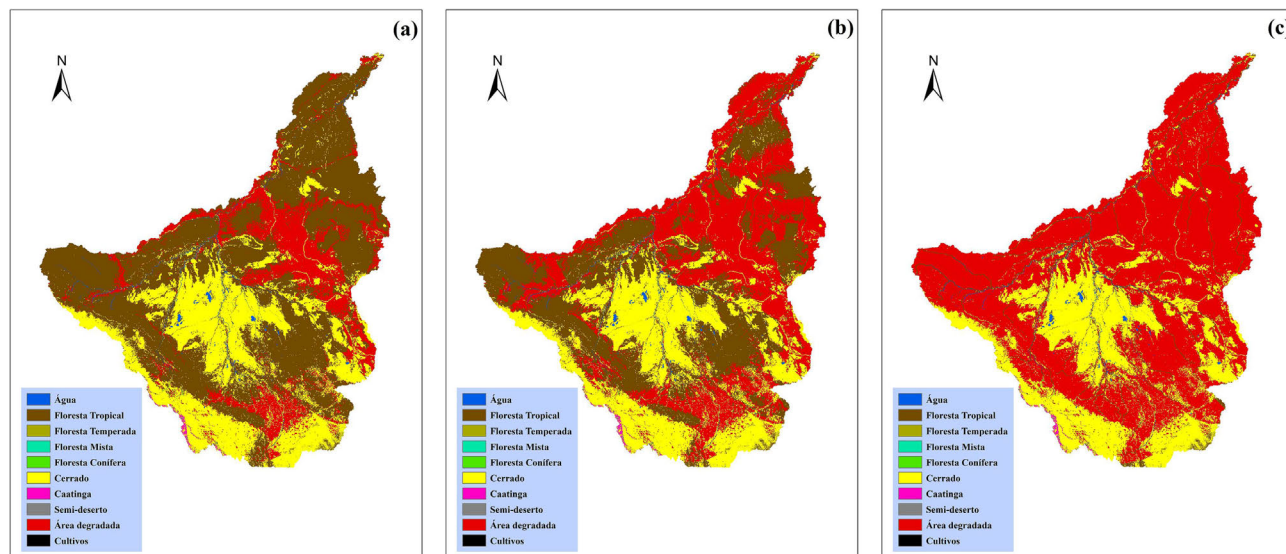 (a)
N
Água
Floresta Tropical
Floresta Temperada
Floresta Mista
Floresta Conífera
Cerrado
Caatinga
Semi-deserto
Área degradada
Cultivos
(b)
N
Água
Floresta Tropical
Floresta Temperada
Floresta Mista
Floresta Conífera
Cerrado
Caatinga
Semi-deserto
Área degradada
Cultivos
(c)
N
Água
Floresta Tropical
Floresta Temperada
Floresta Mista
Floresta Conífera
Cerrado
Caatinga
Semi-deserto
Área degradada
Cultivos